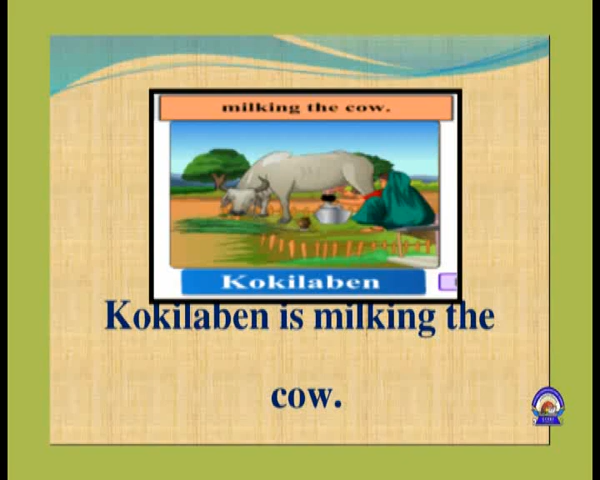 milking the cow.
Kokilaben
Kokilaben is milking the
cow.